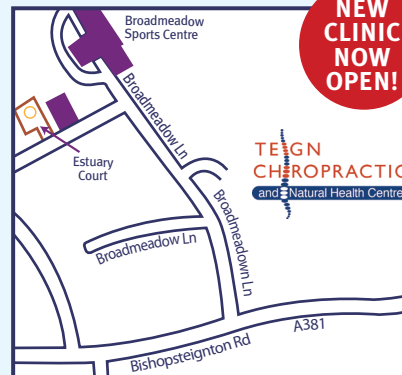 Broadmeadow
Sports Centre
NEW
CLINIC
NOW
OPEN!
Broadmeadow Ln
Estuary
Court
TEIGN
CHIROPRACTIC
and Natural Health Centre
Broadmeadown Ln
Broadmeadow Ln
A381
Bishopsteignton Rd